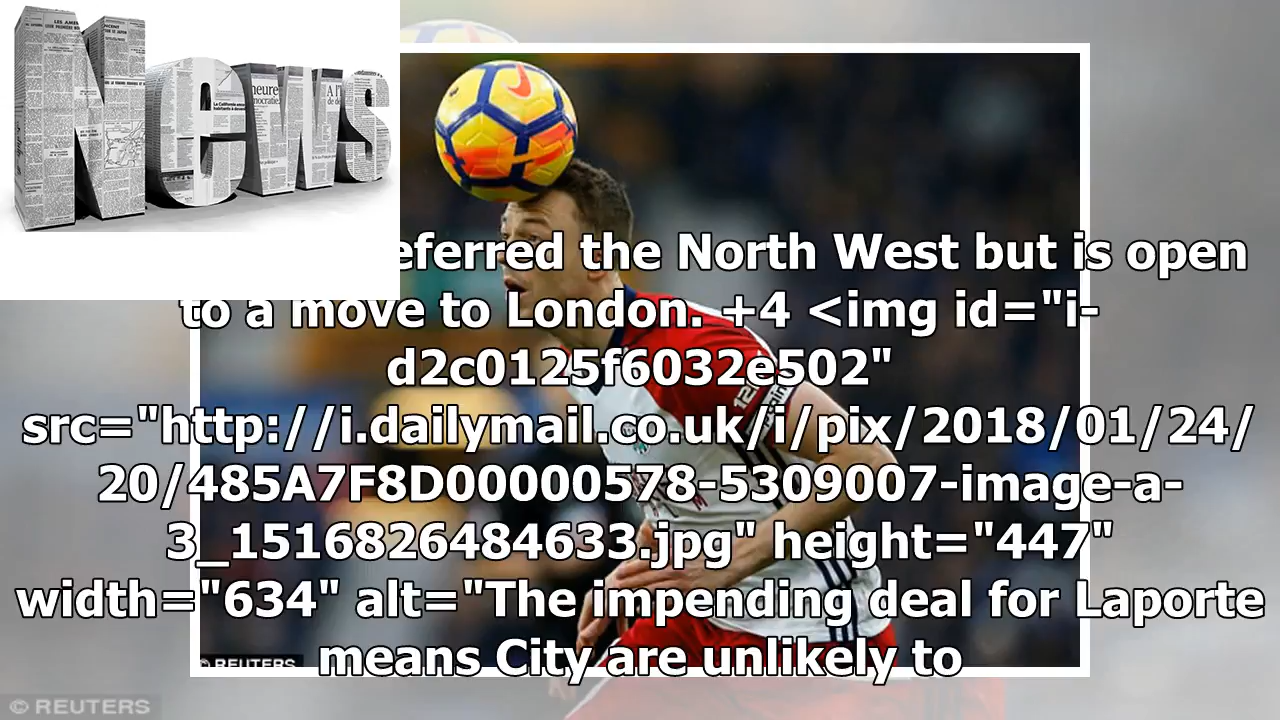 News
eferred the North West but is open
to a move to London. +4 <img id="i-
d2c0125f6032e502"
src="http://i.dailymail.co.uk/i/pix/2018/01/24/
20/485A7F8D00000578-5309007-image-a-
3_1516826484633.jpg" height="447"
width="634" alt="The impending deal for Laporte
means City are unlikely to
© REUTERS
© REUTERS